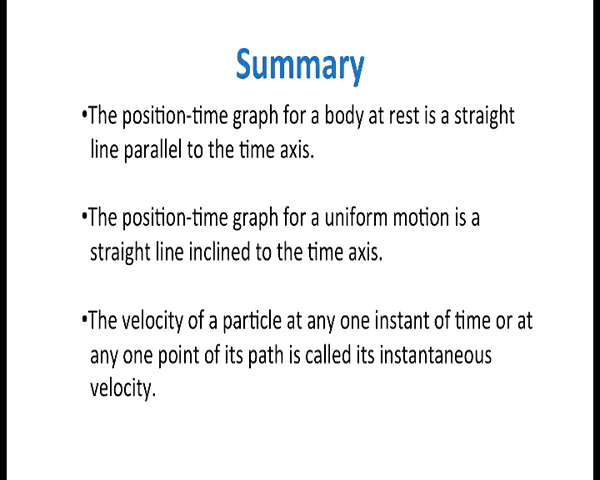 Summary
•The position-time graph for a body at rest is a straight
line parallel to the time axis.
•The position-time graph for a uniform motion is a
straight line inclined to the time axis.
•The velocity of a particle at any one instant of time or at
any one point of its path is called its instantaneous
velocity.